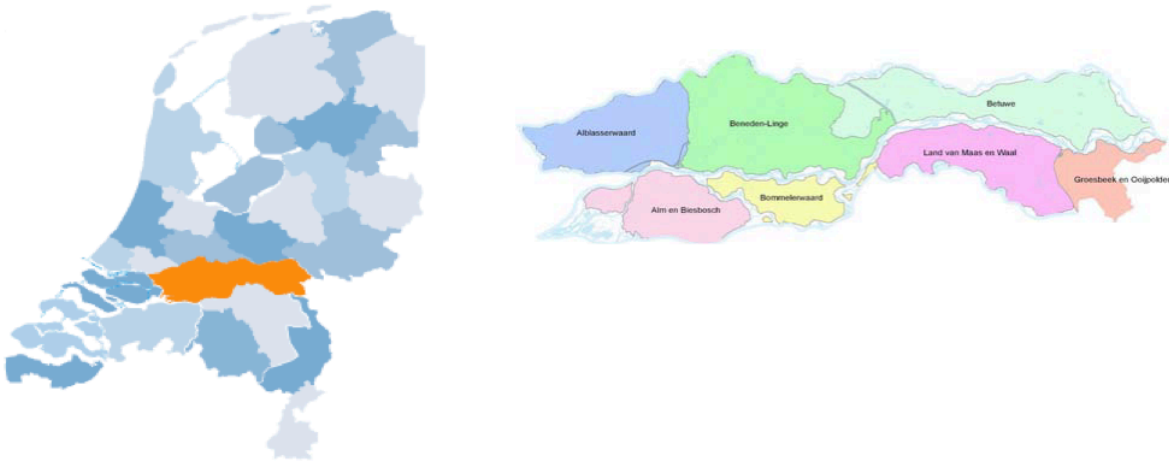 Betuwe
Beneden-Linge
Alblasserwaard
Land van Maas en Waal
Groesbeek en Ooijpolder
Bommelerwaard
Alm en Biesbosch